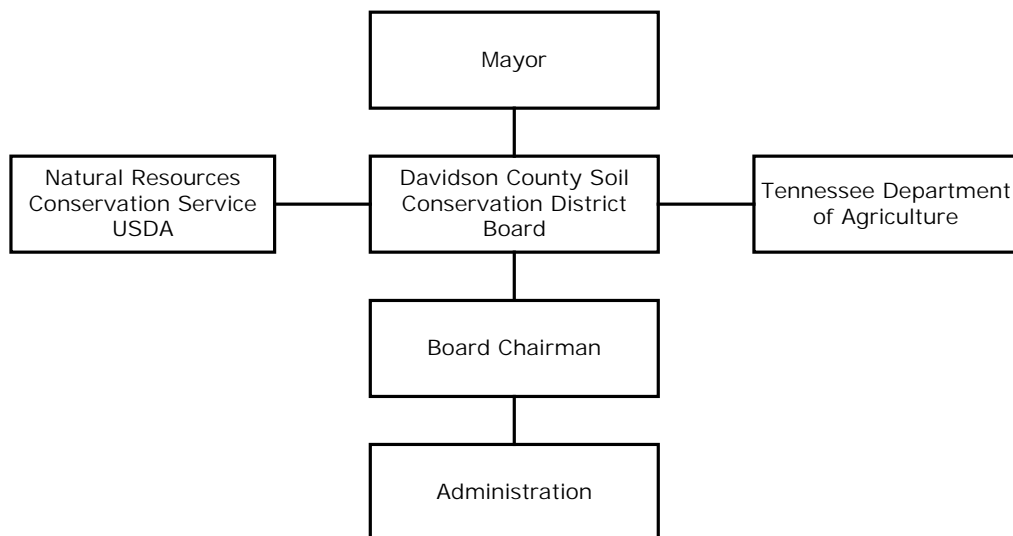 Mayor
Natural Resources
Conservation Service
USDA
Davidson County Soil
Conservation District
Board
Tennessee Department
of Agriculture
Board Chairman
Administration